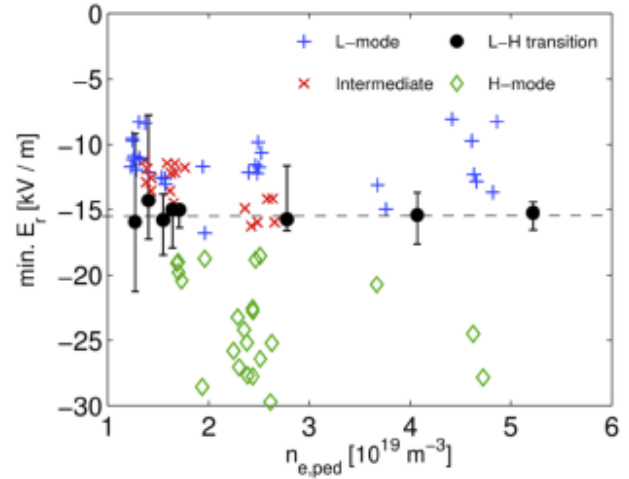 0
−5
−10
−15
−20
−25
−30
min. E_r [kV / m]
L−mode
L−H transition
Intermediate
H−mode
1 2 3 4 5 6
n_e,ped [10^19 m^−3]